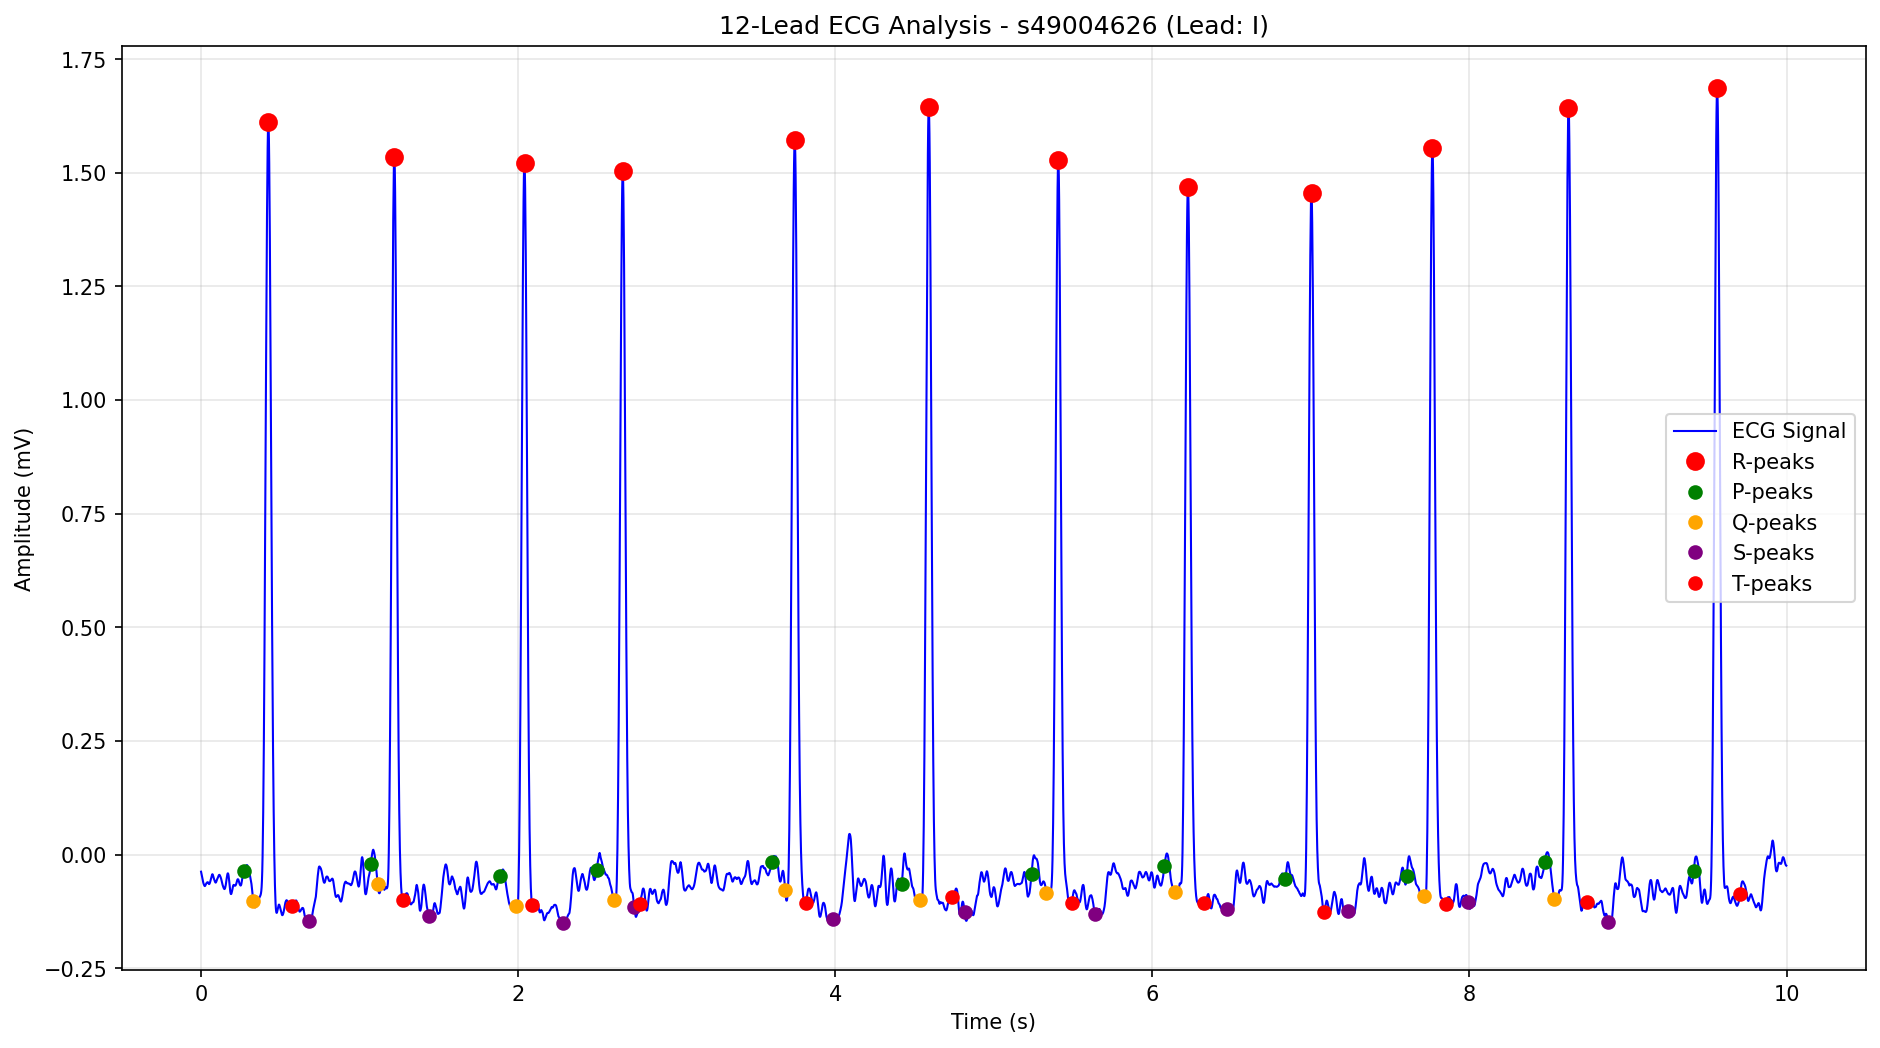 12-Lead ECG Analysis - s49004626 (Lead: I)
Amplitude (mV)
1.75
1.50
1.25
1.00
0.75
0.50
0.25
0.00
−0.25
ECG Signal
R-peaks
P-peaks
Q-peaks
S-peaks
T-peaks
0 2 4 6 8 10
Time (s)